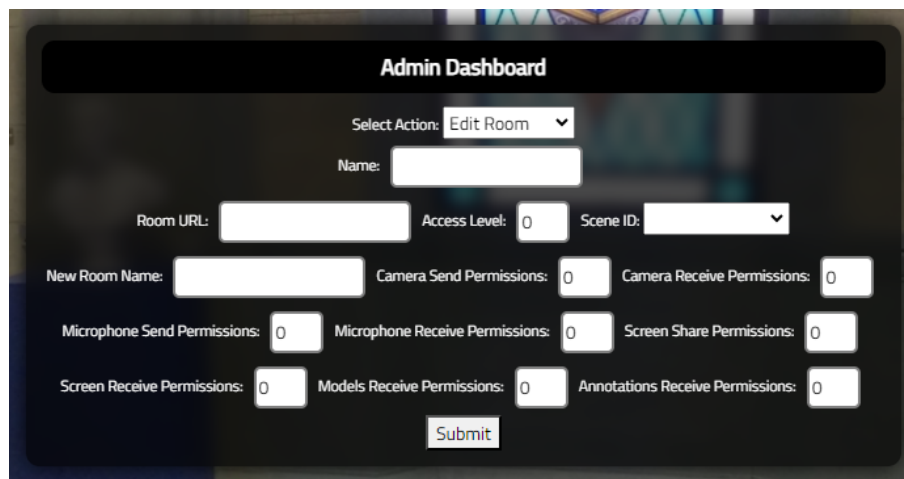 Admin Dashboard
Select Action: Edit Room
Name:
Room URL: Access Level: 0 Scene ID:
New Room Name: Camera Send Permissions: 0 Camera Receive Permissions: 0
Microphone Send Permissions: 0 Microphone Receive Permissions: 0 Screen Share Permissions: 0
Screen Receive Permissions: 0 Models Receive Permissions: 0 Annotations Receive Permissions: 0
Submit